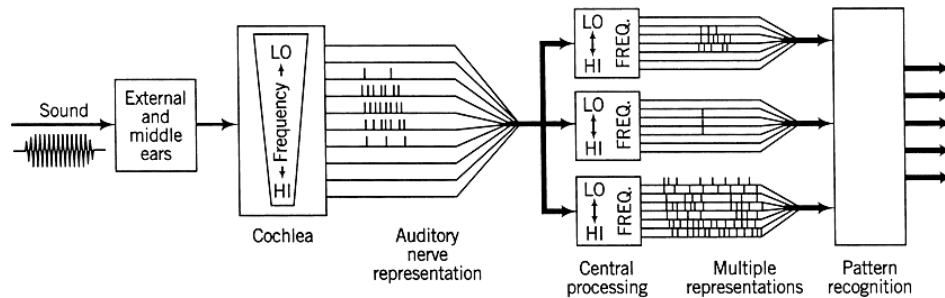 Sound
External
and
middle
ears
LO
Frequency
HI
Cochlea
Auditory
nerve
representation
LO
HI
FREQ.
LO
HI
FREQ.
LO
HI
FREQ.
Central
processing
Multiple
representations
Pattern
recognition